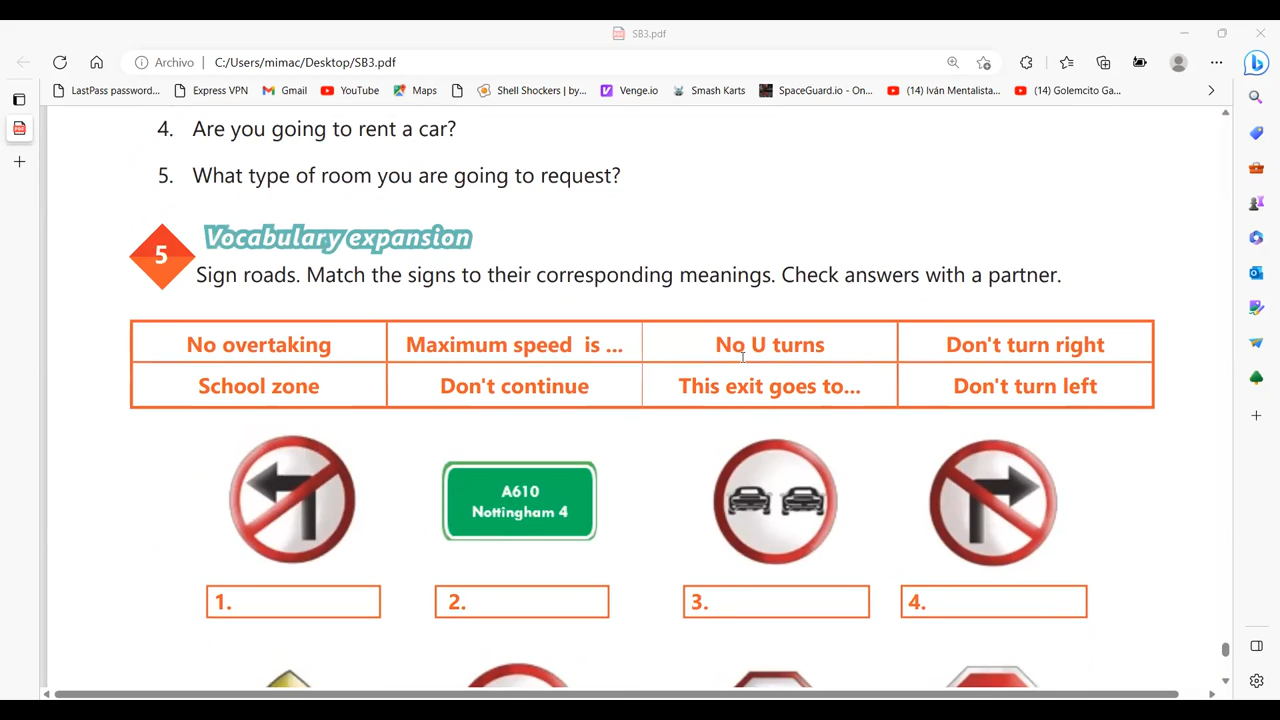 SB3.pdf
Archivo C:/Users/mimac/Desktop/SB3.pdf
LastPass password... Express VPN Gmail YouTube Maps Shell Shockers | by... Venge.io Smash Karts SpaceGuard.io - On... (14) Iván Mentalista... (14) Golemcito Ga...
4. Are you going to rent a car?
5. What type of room you are going to request?
5 Vocabulary expansion
Sign roads. Match the signs to their corresponding meanings. Check answers with a partner.
No overtaking Maximum speed is ... No U turns Don't turn right
School zone Don't continue This exit goes to... Don't turn left
A610
Nottingham 4
1. 2. 3. 4.